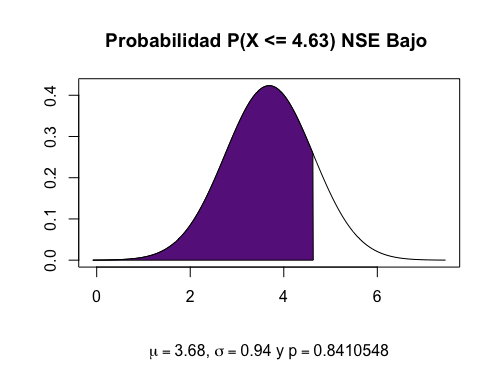 Probabilidad P(X <= 4.63) NSE Bajo
0.4
0.3
0.2
0.1
0.0
0 2 4 6
μ = 3.68, σ = 0.94 y p = 0.8410548